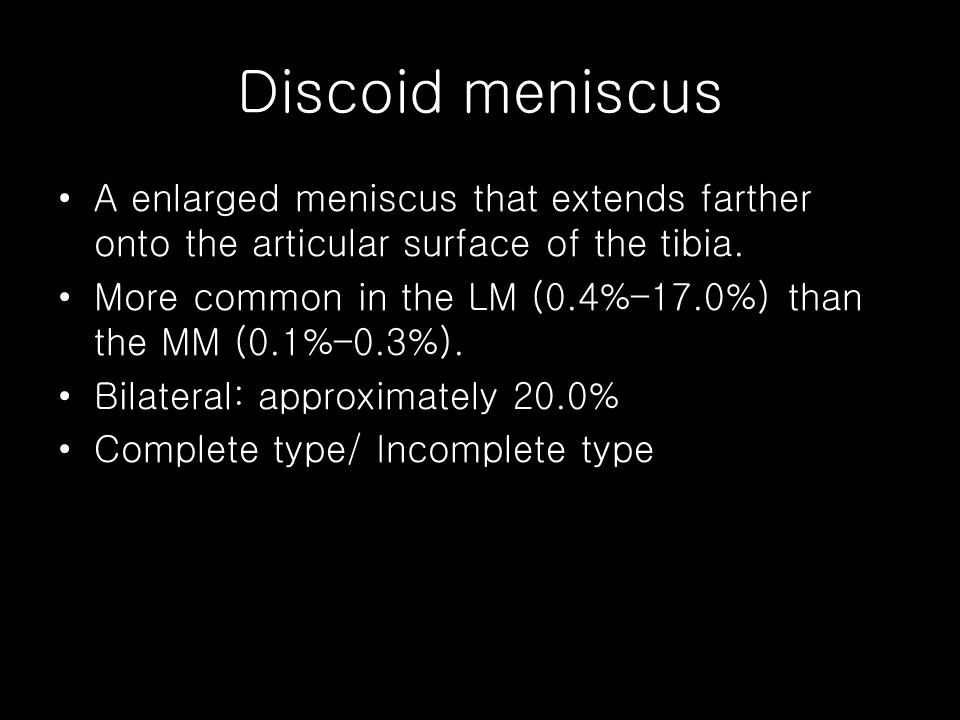 Discoid meniscus
• A enlarged meniscus that extends farther
onto the articular surface of the tibia.
• More common in the LM (0.4%-17.0%) than
the MM (0.1%-0.3%).
• Bilateral: approximately 20.0%
• Complete type/ Incomplete type